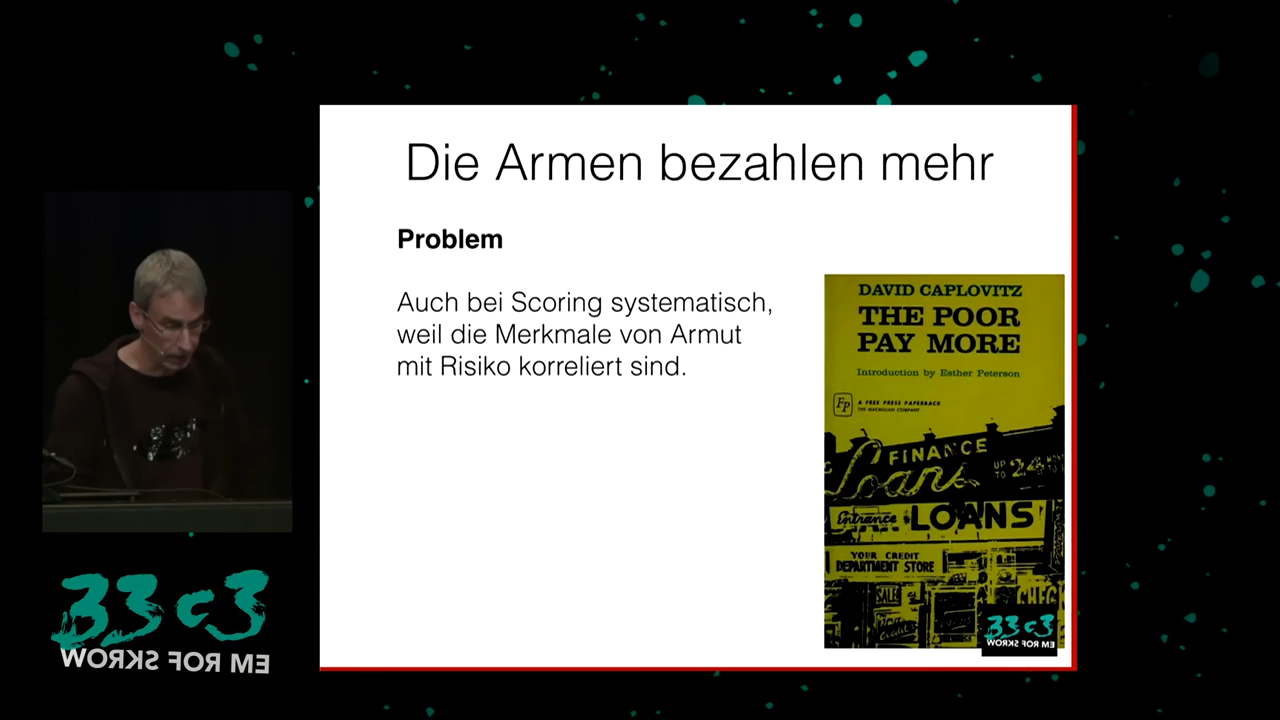 Die Armen bezahlen mehr
Problem
Auch bei Scoring systematisch,
weil die Merkmale von Armut
mit Risiko korreliert sind.
DAVID CAPLOVITZ
THE POOR
PAY MORE
Introduction by Esther Peterson
Fp
A FREE PRESS PAPERBACK
THE MACMILLAN COMPANY
FINANCE
Loans
UP TO 24
Entrance LOANS
YOUR CREDIT
DEPARTMENT STORE
SALE
33c3
WORKS FOR ME
33c3
WORKS FOR ME